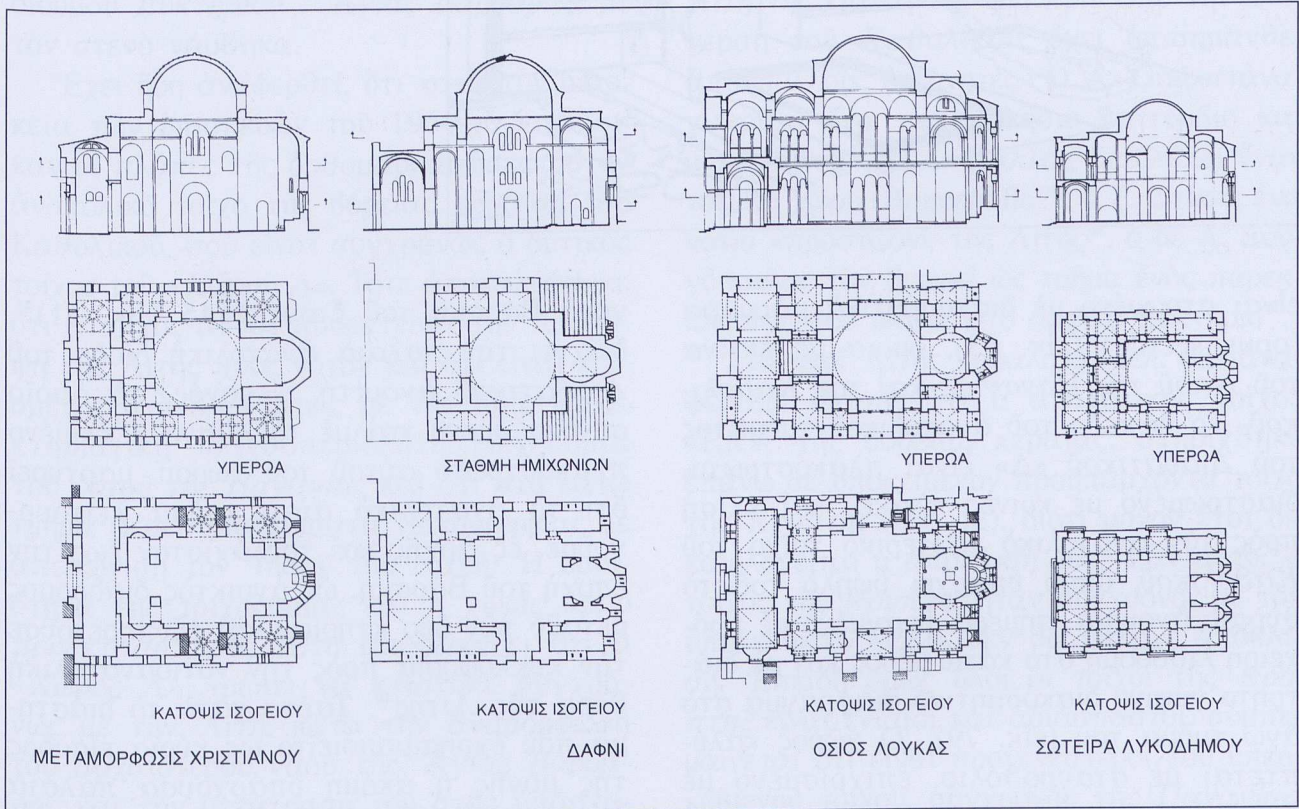 ΥΠΕΡΩΑ
ΣΤΑΘΜΗ ΗΜΙΧΩΝΙΩΝ
ΥΠΕΡΩΑ
ΥΠΕΡΩΑ
ΚΑΤΟΨΙΣ ΙΣΟΓΕΙΟΥ
ΚΑΤΟΨΙΣ ΙΣΟΓΕΙΟΥ
ΚΑΤΟΨΙΣ ΙΣΟΓΕΙΟΥ
ΚΑΤΟΨΙΣ ΙΣΟΓΕΙΟΥ
ΜΕΤΑΜΟΡΦΩΣΙΣ ΧΡΙΣΤΙΑΝΟΥ
ΔΑΦΝΙ
ΟΣΙΟΣ ΛΟΥΚΑΣ
ΣΩΤΕΙΡΑ ΛΥΚΟΔΗΜΟΥ